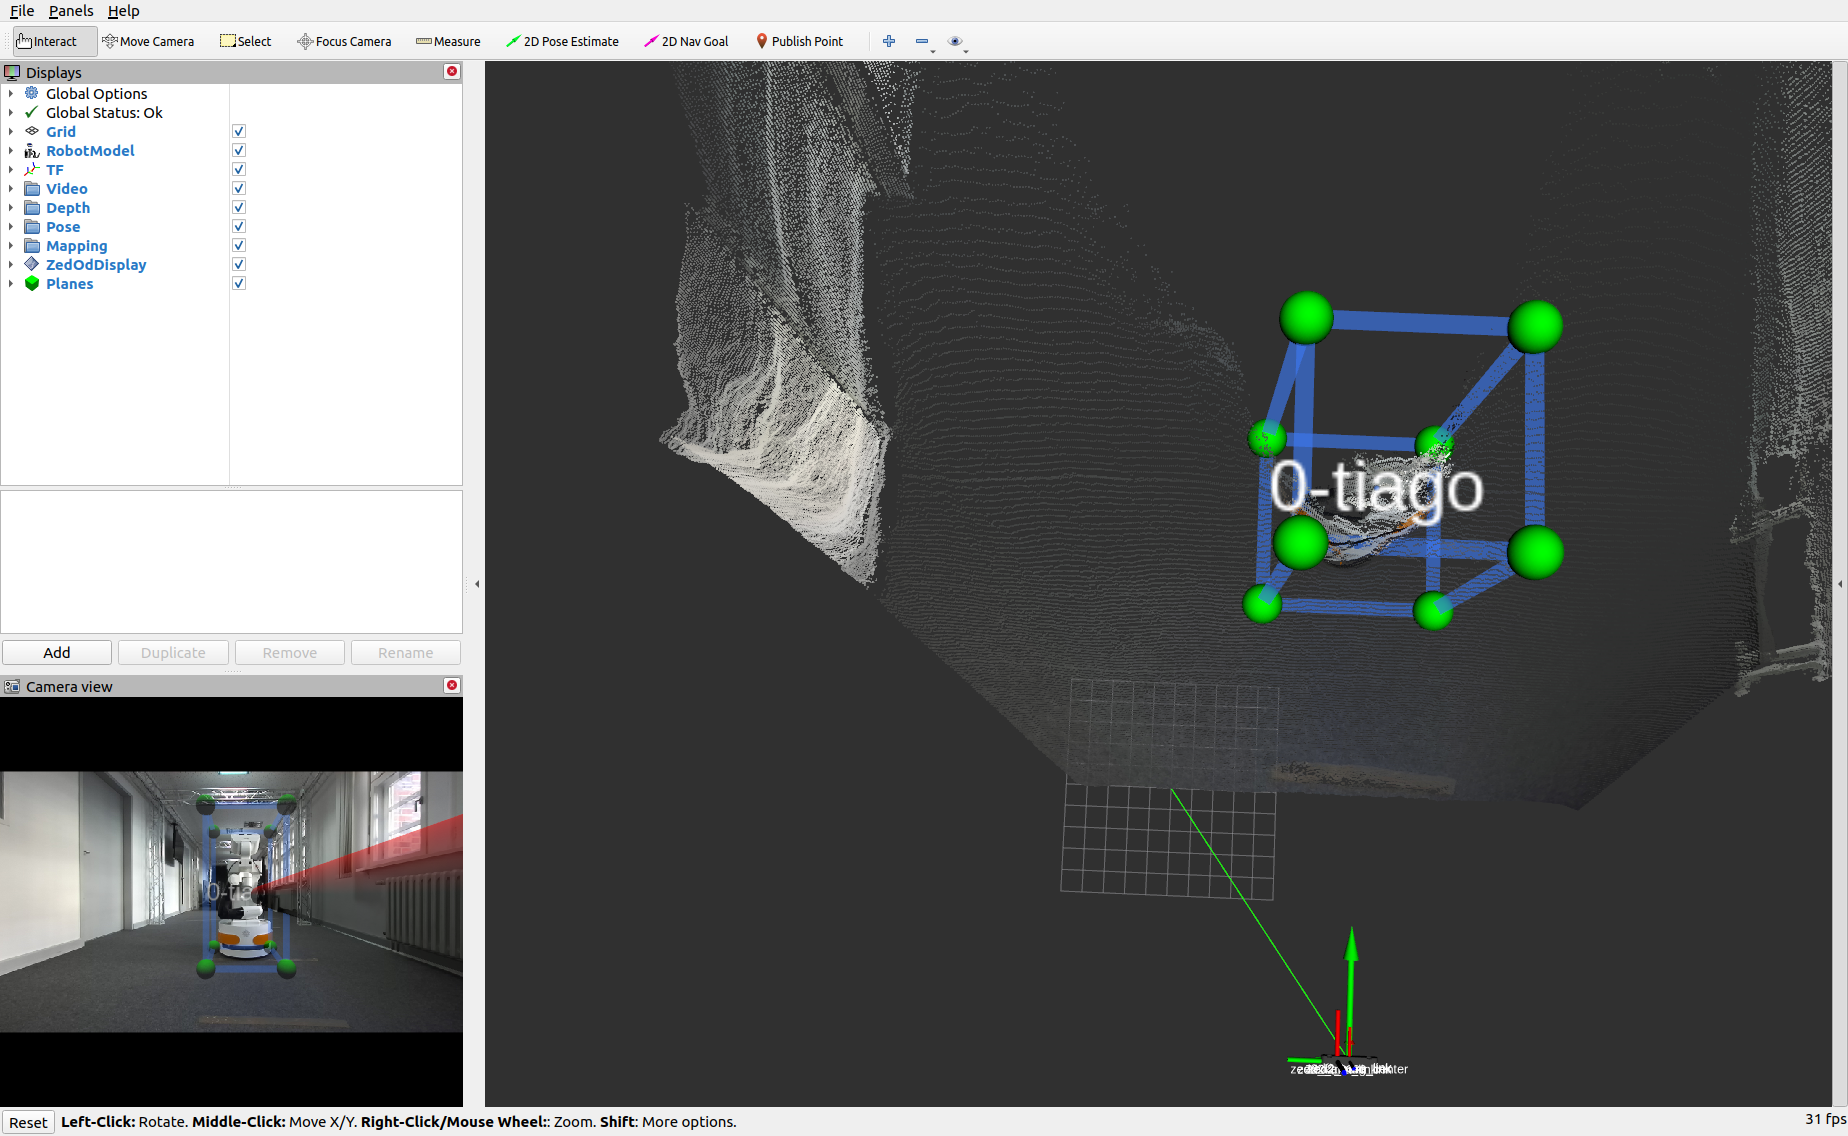 File Panels Help
Interact Move Camera Select Focus Camera Measure 2D Pose Estimate 2D Nav Goal Publish Point
Displays
Global Options
Global Status: Ok
Grid
RobotModel
TF
Video
Depth
Pose
Mapping
ZedOdDisplay
Planes
Add Duplicate Remove Rename
Camera view
0-tia
0-tiago
Reset Left-Click: Rotate. Middle-Click: Move X/Y. Right-Click/Mouse Wheel:: Zoom. Shift: More options.
31 fps